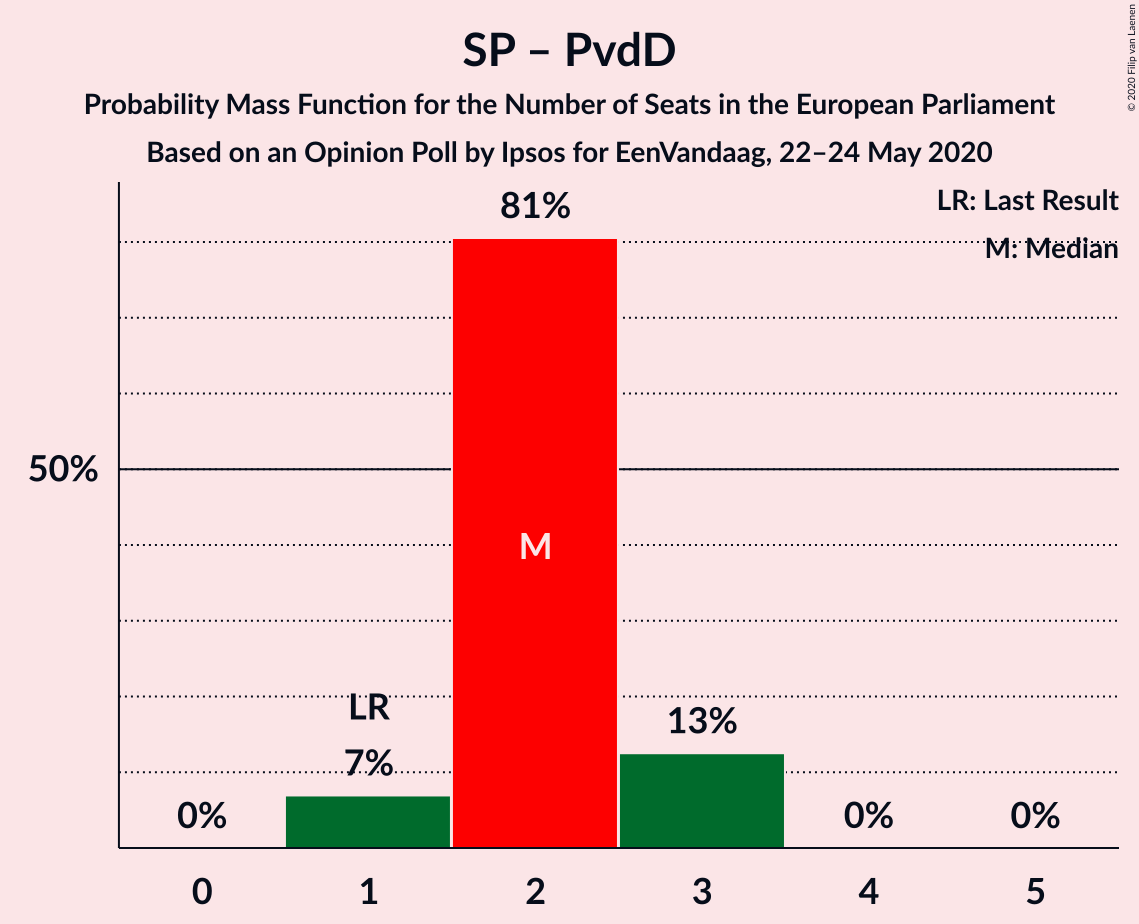 SP – PvdD
Probability Mass Function for the Number of Seats in the European Parliament
Based on an Opinion Poll by Ipsos for EenVandaag, 22–24 May 2020
© 2020 Filip van Laenen
LR: Last Result
M: Median
81%
50%
M
LR
7%
13%
0%
0%
0%
0 1 2 3 4 5